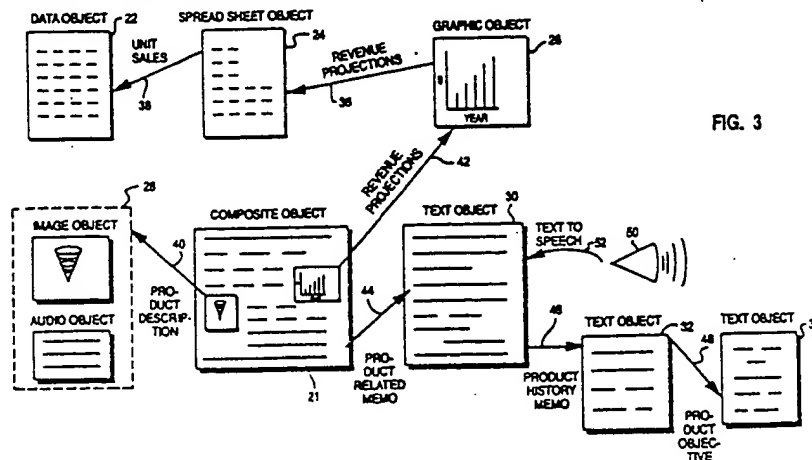 DATA OBJECT 22
SPREAD SHEET OBJECT
24
GRAPHIC OBJECT
26
UNIT
SALES
38
REVENUE
PROJECTIONS
36
$
YEAR
FIG. 3
REVENUE
PROJECTIONS
42
28
IMAGE OBJECT
AUDIO OBJECT
40
PRO-
DUCT
DESCRIP-
TION
COMPOSITE OBJECT
21
44
PRO-
DUCT
RELATED
MEMO
TEXT OBJECT
30
TEXT TO
SPEECH
52
50
46
PRODUCT
HISTORY
MEMO
TEXT OBJECT
32
48
PRO-
DUCT
OBJEC-
TIVE
TEXT OBJECT